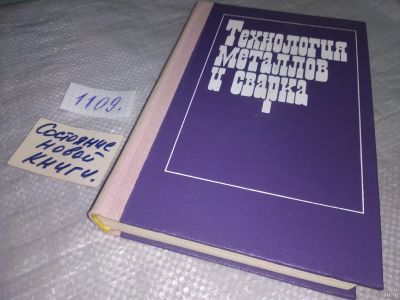 Технология
металлов
и сварка
1109.
Состояние
новой
книги.